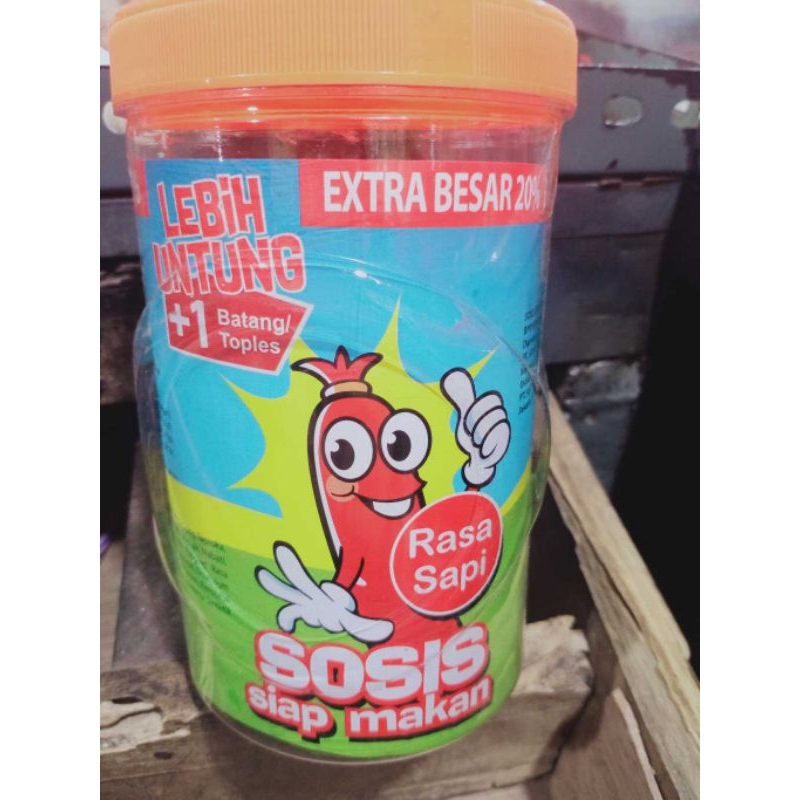 EXTRA BESAR 20%
LEBIH
UNTUNG
+1 Batang/
Toples
Rasa
Sapi
SOSIS
siap makan